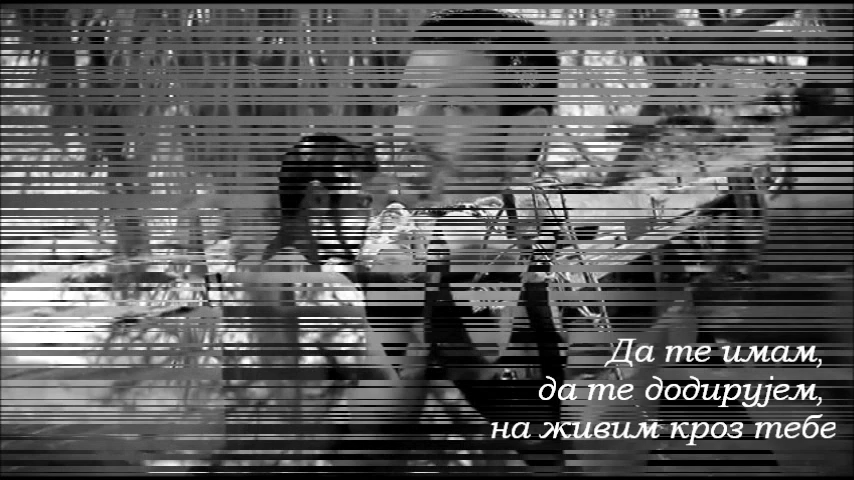 Да те имам,
да те додирујем,
на живим кроз тебе